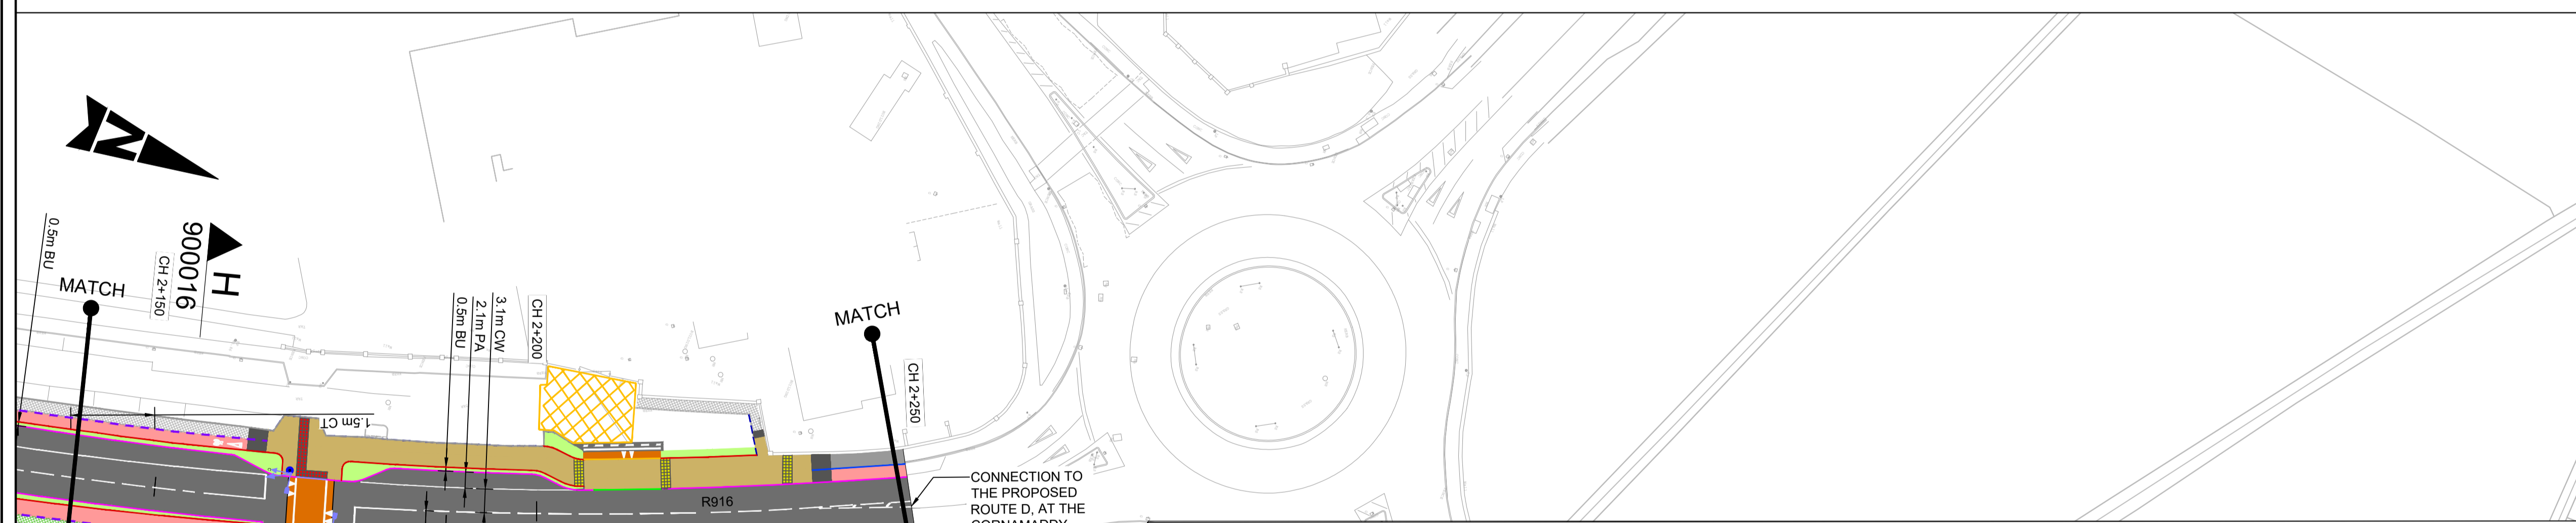 N
0.5m BU
MATCH
CH 2+150
900016
H
0.5m BU
2.1m PA
3.1m CW
CH 2+200
1.5m CT
MATCH
CH 2+250
R916
CONNECTION TO
THE PROPOSED
ROUTE D, AT THE